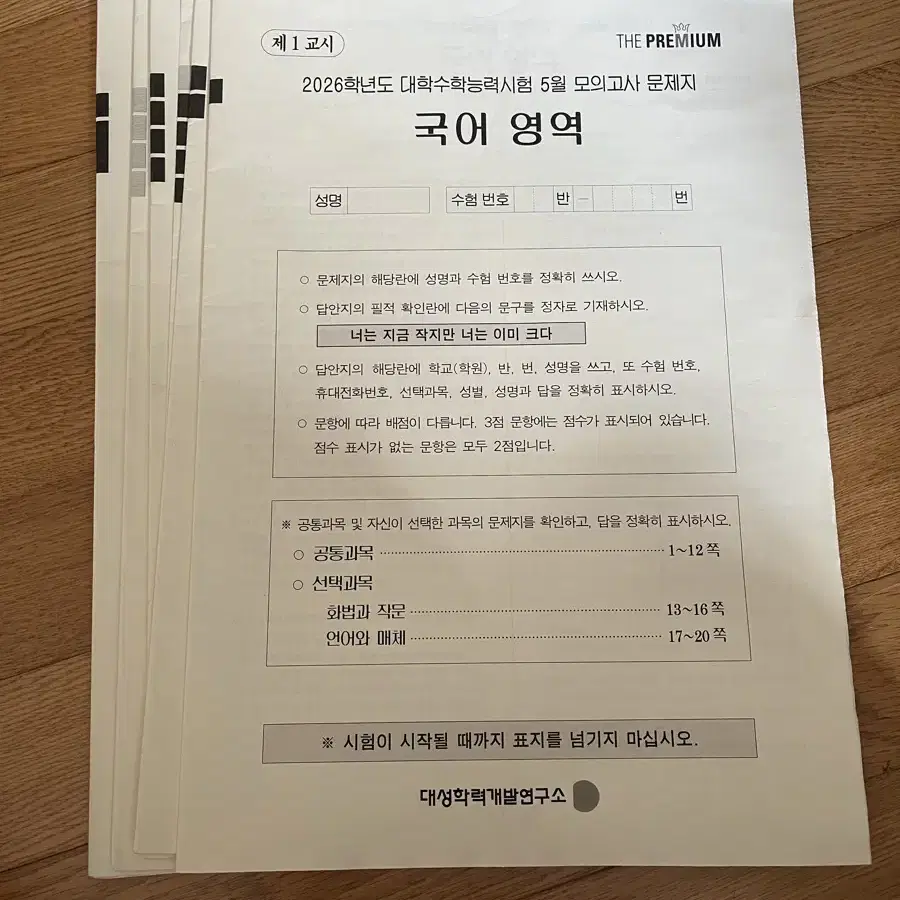 제 1 교시
THE PREMIUM
2026학년도 대학수학능력시험 5월 모의고사 문제지
국어 영역
성명
수험 번호 반 – 번
○ 문제지의 해당란에 성명과 수험 번호를 정확히 쓰시오.
○ 답안지의 필적 확인란에 다음의 문구를 정자로 기재하시오.
너는 지금 작지만 너는 이미 크다
○ 답안지의 해당란에 학교(학원), 반, 번, 성명을 쓰고, 또 수험 번호,
휴대전화번호, 선택과목, 성별, 성명과 답을 정확히 표시하시오.
○ 문항에 따라 배점이 다릅니다. 3점 문항에는 점수가 표시되어 있습니다.
점수 표시가 없는 문항은 모두 2점입니다.
※ 공통과목 및 자신이 선택한 과목의 문제지를 확인하고, 답을 정확히 표시하시오.
○ 공통과목 1~12쪽
○ 선택과목
화법과 작문 13~16쪽
언어와 매체 17~20쪽
※ 시험이 시작될 때까지 표지를 넘기지 마십시오.
대성학력개발연구소